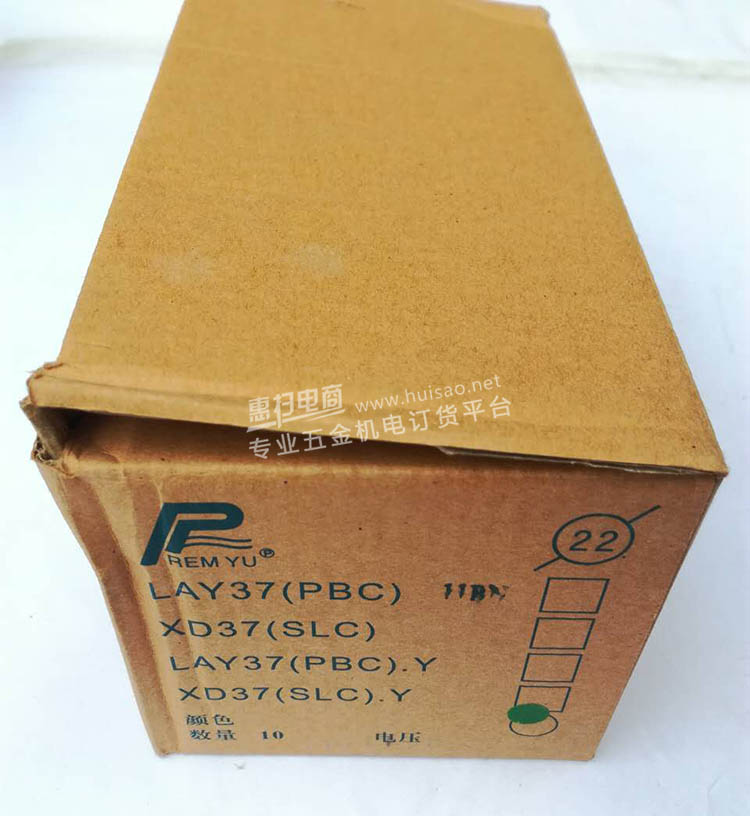 惠扫电商 www.huisao.net
专业五金机电订货平台
22
REM YU®
LAY37(PBC) 11BN
XD37(SLC)
LAY37(PBC).Y
XD37(SLC).Y
颜色
数量 10 电压